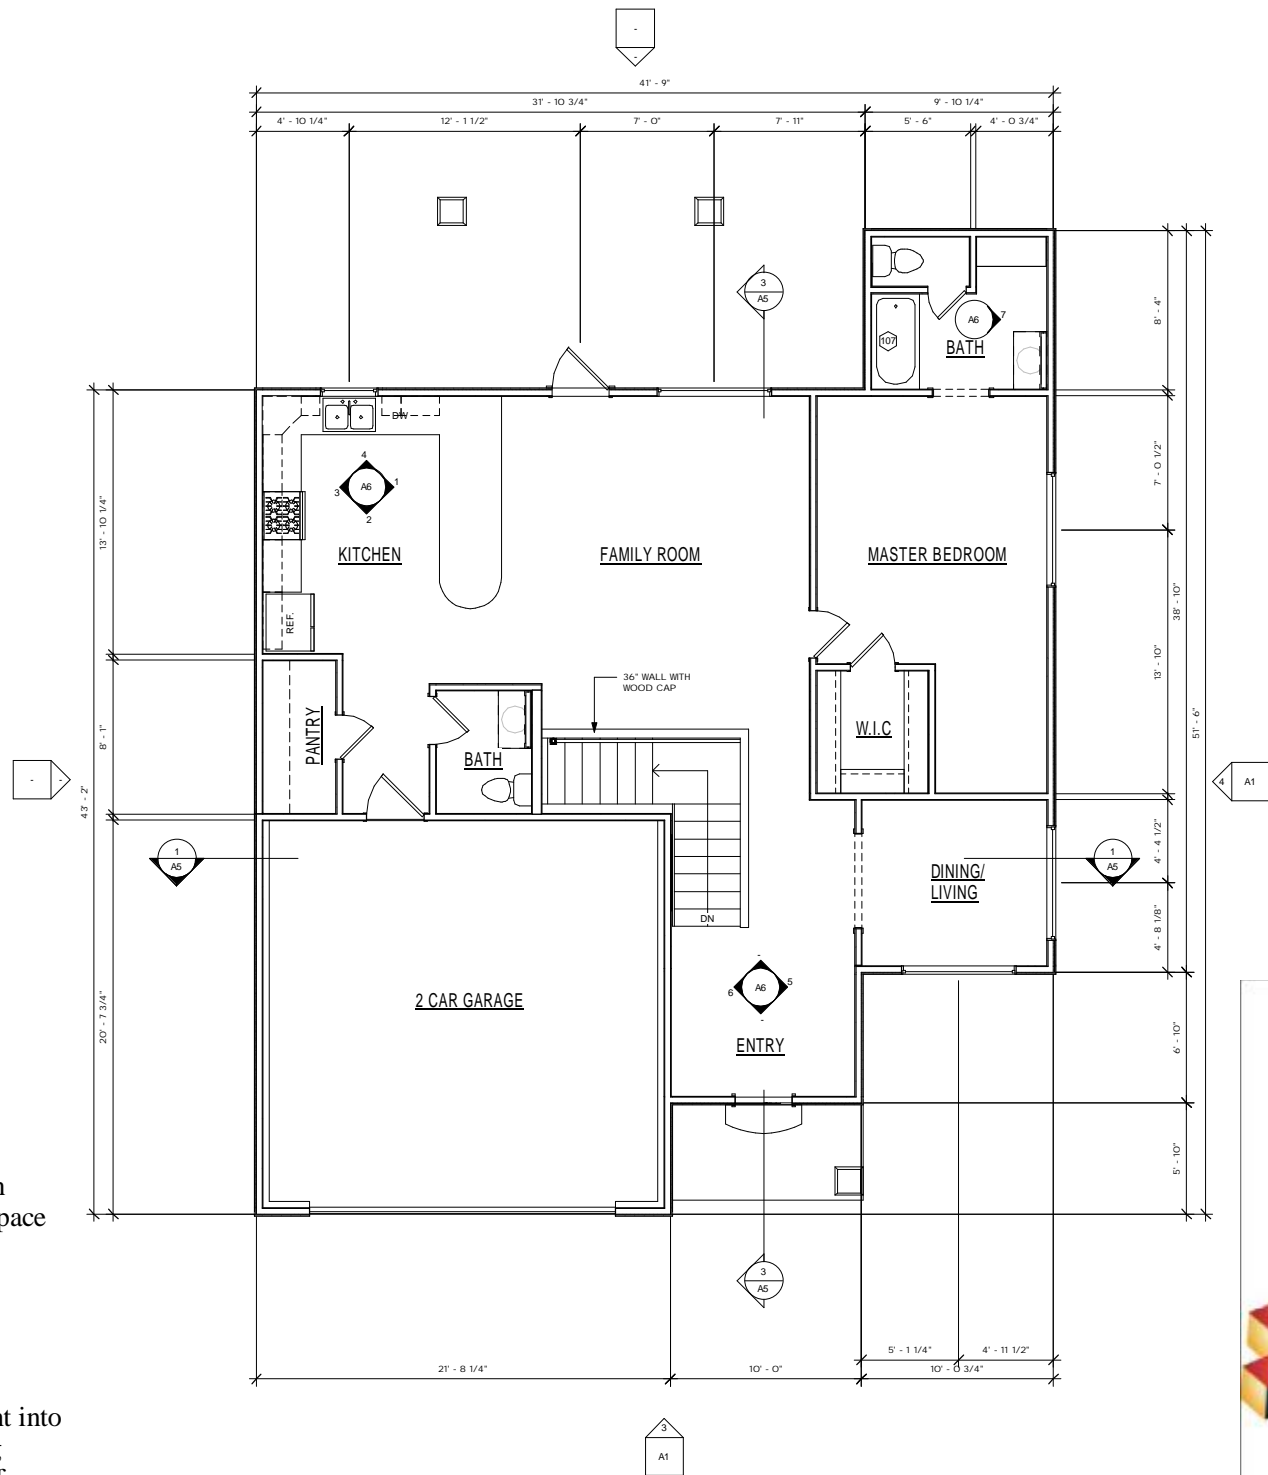 -
-
41' - 9"
31' - 10 3/4"
9' - 10 1/4"
4' - 10 1/4"
12' - 1 1/2"
7' - 0"
7' - 11"
5' - 6"
4' - 0 3/4"
3
A5
107
A6
7
BATH
8' - 4"
DW
4
3
A6
1
2
7' - 0 1/2"
13' - 10 1/4"
KITCHEN
FAMILY ROOM
MASTER BEDROOM
38' - 10"
REF.
13' - 10"
36" WALL WITH
WOOD CAP
W.I.C
PANTRY
BATH
8' - 1"
51' - 6"
-
-
43' - 2"
4
A1
1
A5
1
A5
4' - 4 1/2"
DINING/
LIVING
DN
4' - 8 1/8"
-
6
A6
5
-
2 CAR GARAGE
20' - 7 3/4"
ENTRY
6' - 10"
5' - 10"
n
pace
3
A5
5' - 1 1/4"
4' - 11 1/2"
21' - 8 1/4"
10' - 0"
10' - 0 3/4"
nt into
3
A1